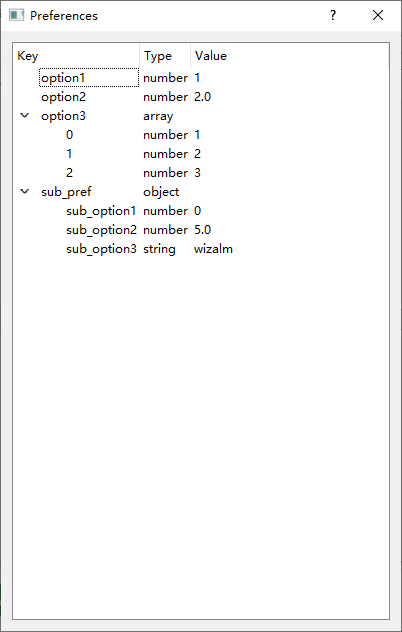 Preferences ?
Key Type Value
option1 number 1
option2 number 2.0
option3 array
0 number 1
1 number 2
2 number 3
sub_pref object
sub_option1 number 0
sub_option2 number 5.0
sub_option3 string wizalm